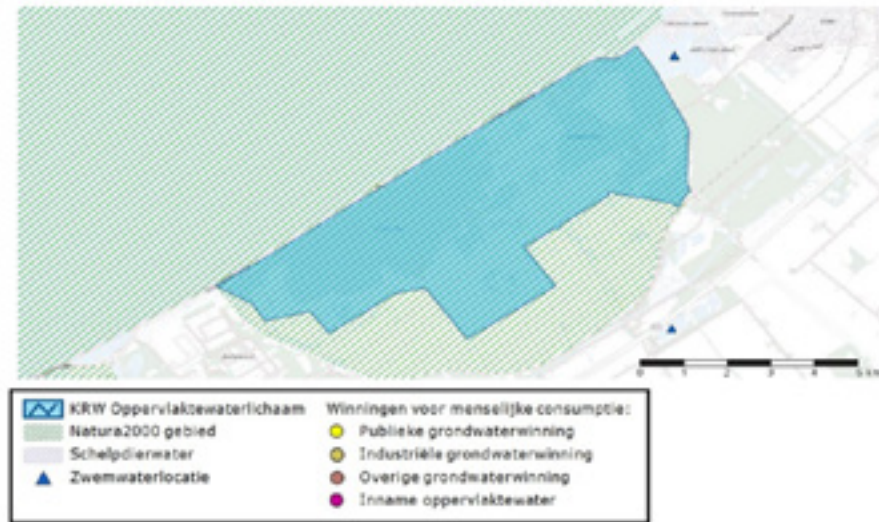 0 1 2 3 4
KRW Oppervlaktewaterlichaam
Natura2000 gebied
Schelpdierwater
Zwemwaterlocatie
Winningen voor menselijke consumptie:
Publieke grondwaterwinning
Industriële grondwaterwinning
Overige grondwaterwinning
Inname oppervlaktewater